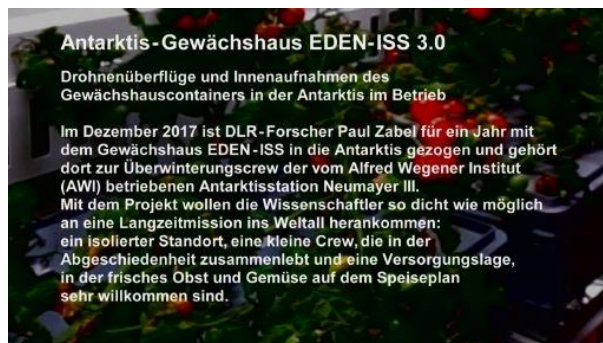 Antarktis-Gewächshaus EDEN-ISS 3.0
Drohnenüberflüge und Innenaufnahmen des
Gewächshauscontainers in der Antarktis im Betrieb
Im Dezember 2017 ist DLR-Forscher Paul Zabel für ein Jahr mit
dem Gewächshaus EDEN-ISS in die Antarktis gezogen und gehört
dort zur Überwinterungscrew der vom Alfred Wegener Institut
(AWI) betriebenen Antarktisstation Neumayer III.
Mit dem Projekt wollen die Wissenschaftler so dicht wie möglich
an eine Langzeitmission ins Weltall herankommen:
ein isolierter Standort, eine kleine Crew, die in der
Abgeschiedenheit zusammenlebt und eine Versorgungslage,
in der frisches Obst und Gemüse auf dem Speiseplan
sehr willkommen sind.